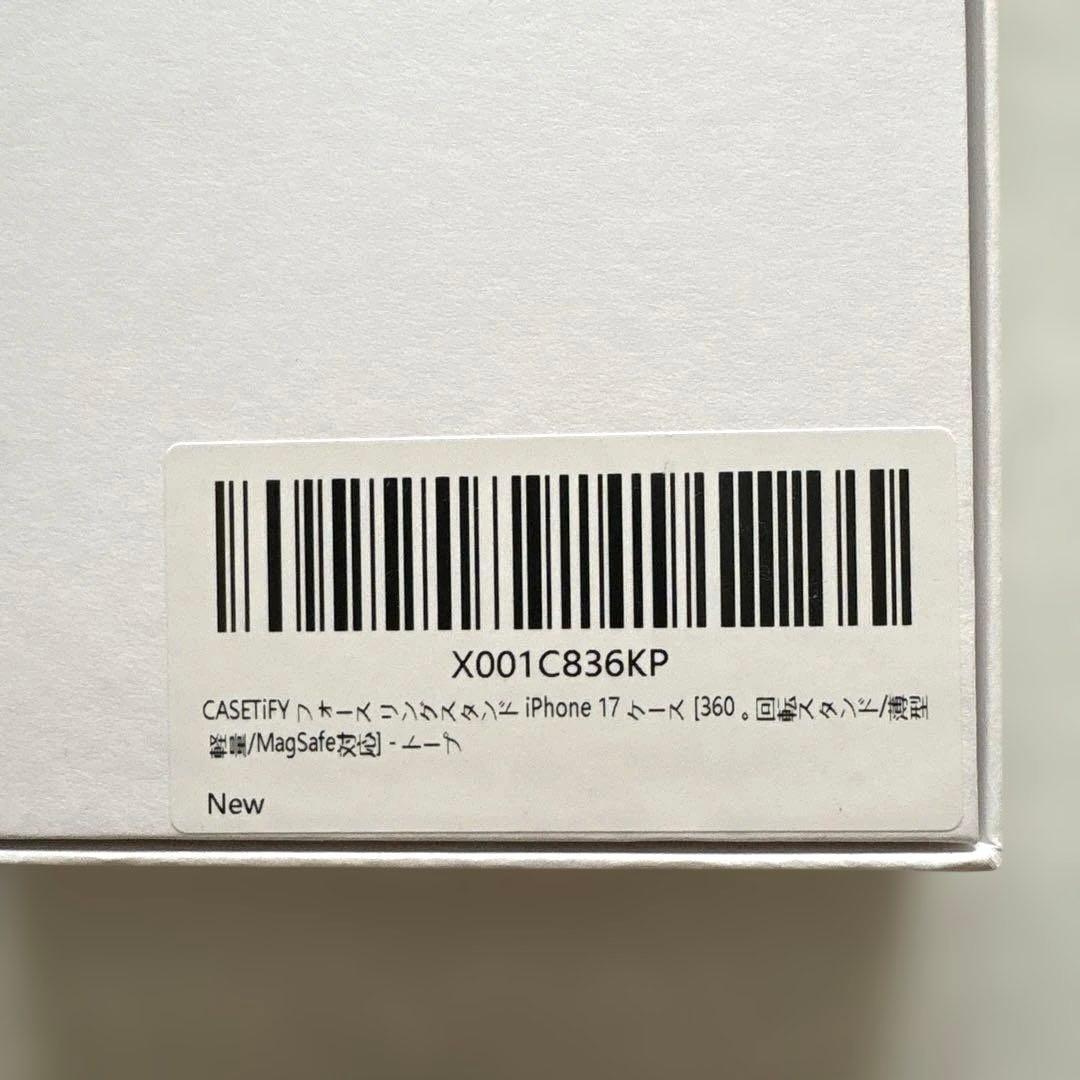 X001C836KP
CASETiFY フォース リングスタンド iPhone 17 ケース [360 。回転スタンド/薄型
軽量/MagSafe対応] - トープ
New